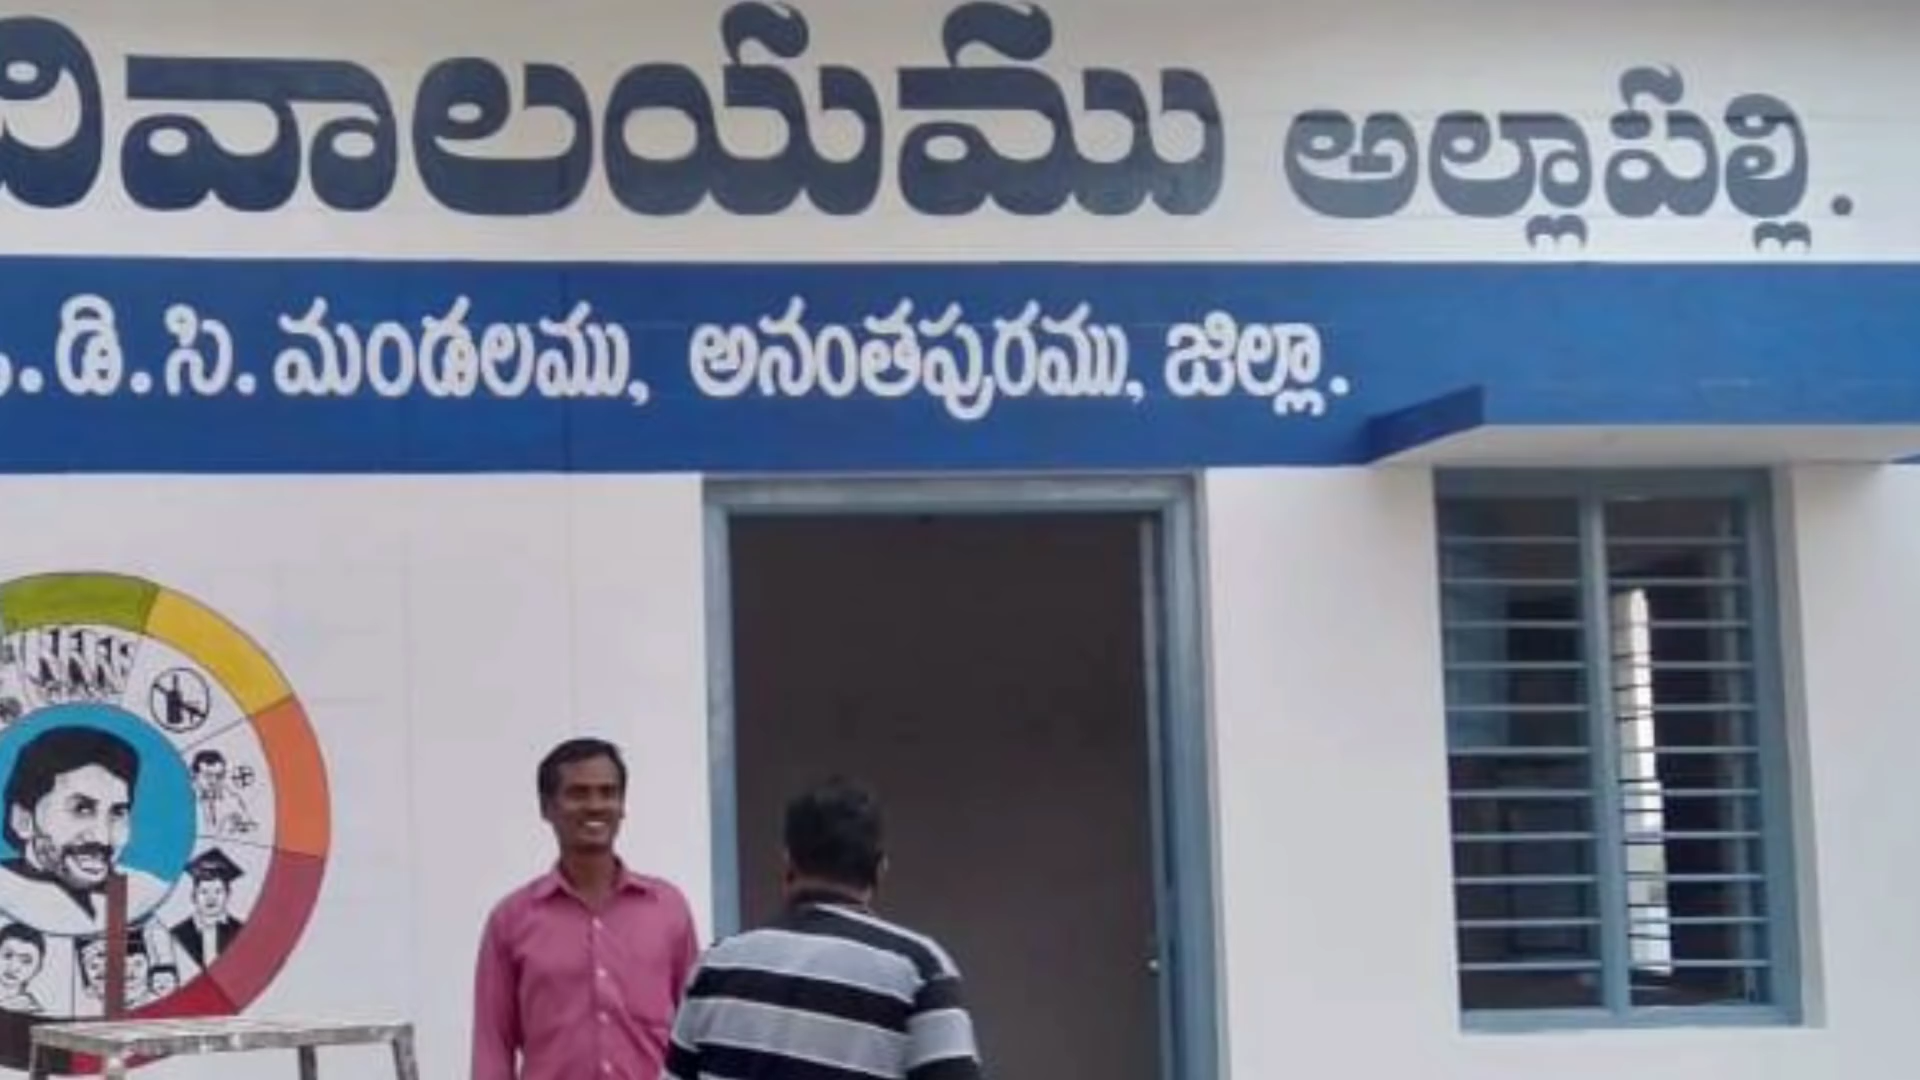 చివాలయము అల్లాపల్లి.
. డి. సి. మండలము, అనంతపురము, జిల్లా.